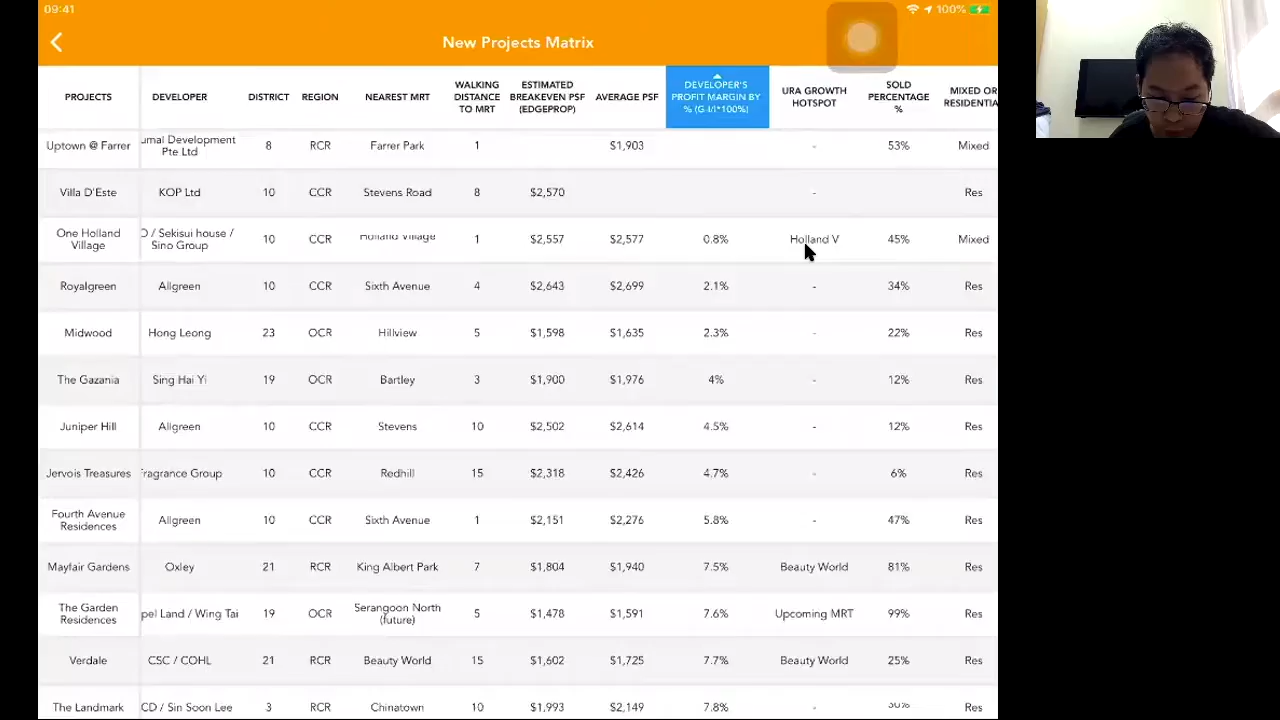 09:41
100%
New Projects Matrix
PROJECTS DEVELOPER DISTRICT REGION NEAREST MRT WALKING DISTANCE TO MRT ESTIMATED BREAKEVEN PSF (EDGEPROP) AVERAGE PSF DEVELOPER'S PROFIT MARGIN BY % (G-I/I*100%) URA GROWTH HOTSPOT SOLD PERCENTAGE % MIXED OR RESIDENTIA
Uptown @ Farrer umal Development Pte Ltd 8 RCR Farrer Park 1 $1,903 - 53% Mixed
Villa D'Este KOP Ltd 10 CCR Stevens Road 8 $2,570 - Res
One Holland Village O / Sekisui house / Sino Group 10 CCR Holland Village 1 $2,557 $2,577 0.8% Holland V 45% Mixed
Royalgreen Allgreen 10 CCR Sixth Avenue 4 $2,643 $2,699 2.1% - 34% Res
Midwood Hong Leong 23 OCR Hillview 5 $1,598 $1,635 2.3% - 22% Res
The Gazania Sing Hai Yi 19 OCR Bartley 3 $1,900 $1,976 4% - 12% Res
Juniper Hill Allgreen 10 CCR Stevens 10 $2,502 $2,614 4.5% - 12% Res
Jervois Treasures Fragrance Group 10 CCR Redhill 15 $2,318 $2,426 4.7% - 6% Res
Fourth Avenue Residences Allgreen 10 CCR Sixth Avenue 1 $2,151 $2,276 5.8% - 47% Res
Mayfair Gardens Oxley 21 RCR King Albert Park 7 $1,804 $1,940 7.5% Beauty World 81% Res
The Garden Residences pel Land / Wing Tai 19 OCR Serangoon North (future) 5 $1,478 $1,591 7.6% Upcoming MRT 99% Res
Verdale CSC / COHL 21 RCR Beauty World 15 $1,602 $1,725 7.7% Beauty World 25% Res
The Landmark CD / Sin Soon Lee 3 RCR Chinatown 10 $1,993 $2,149 7.8% - Res